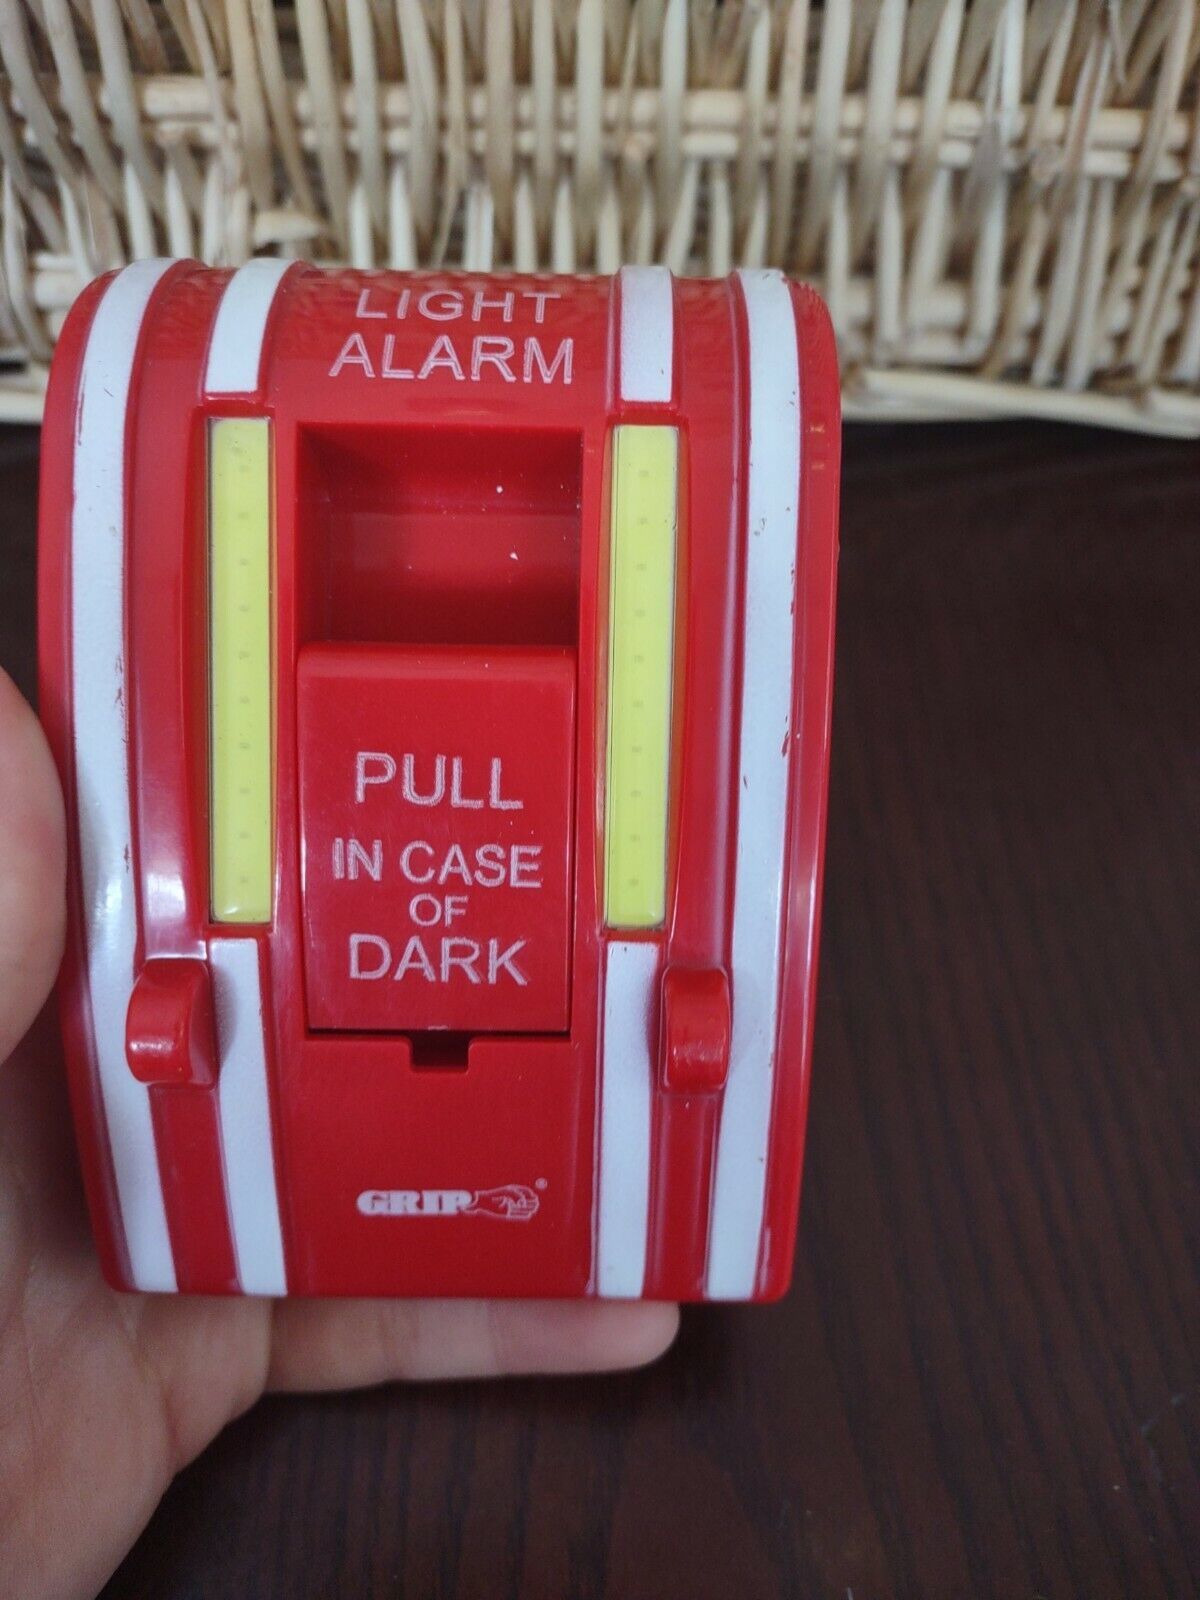 LIGHT
ALARM
PULL
IN CASE
OF
DARK
GRIP®